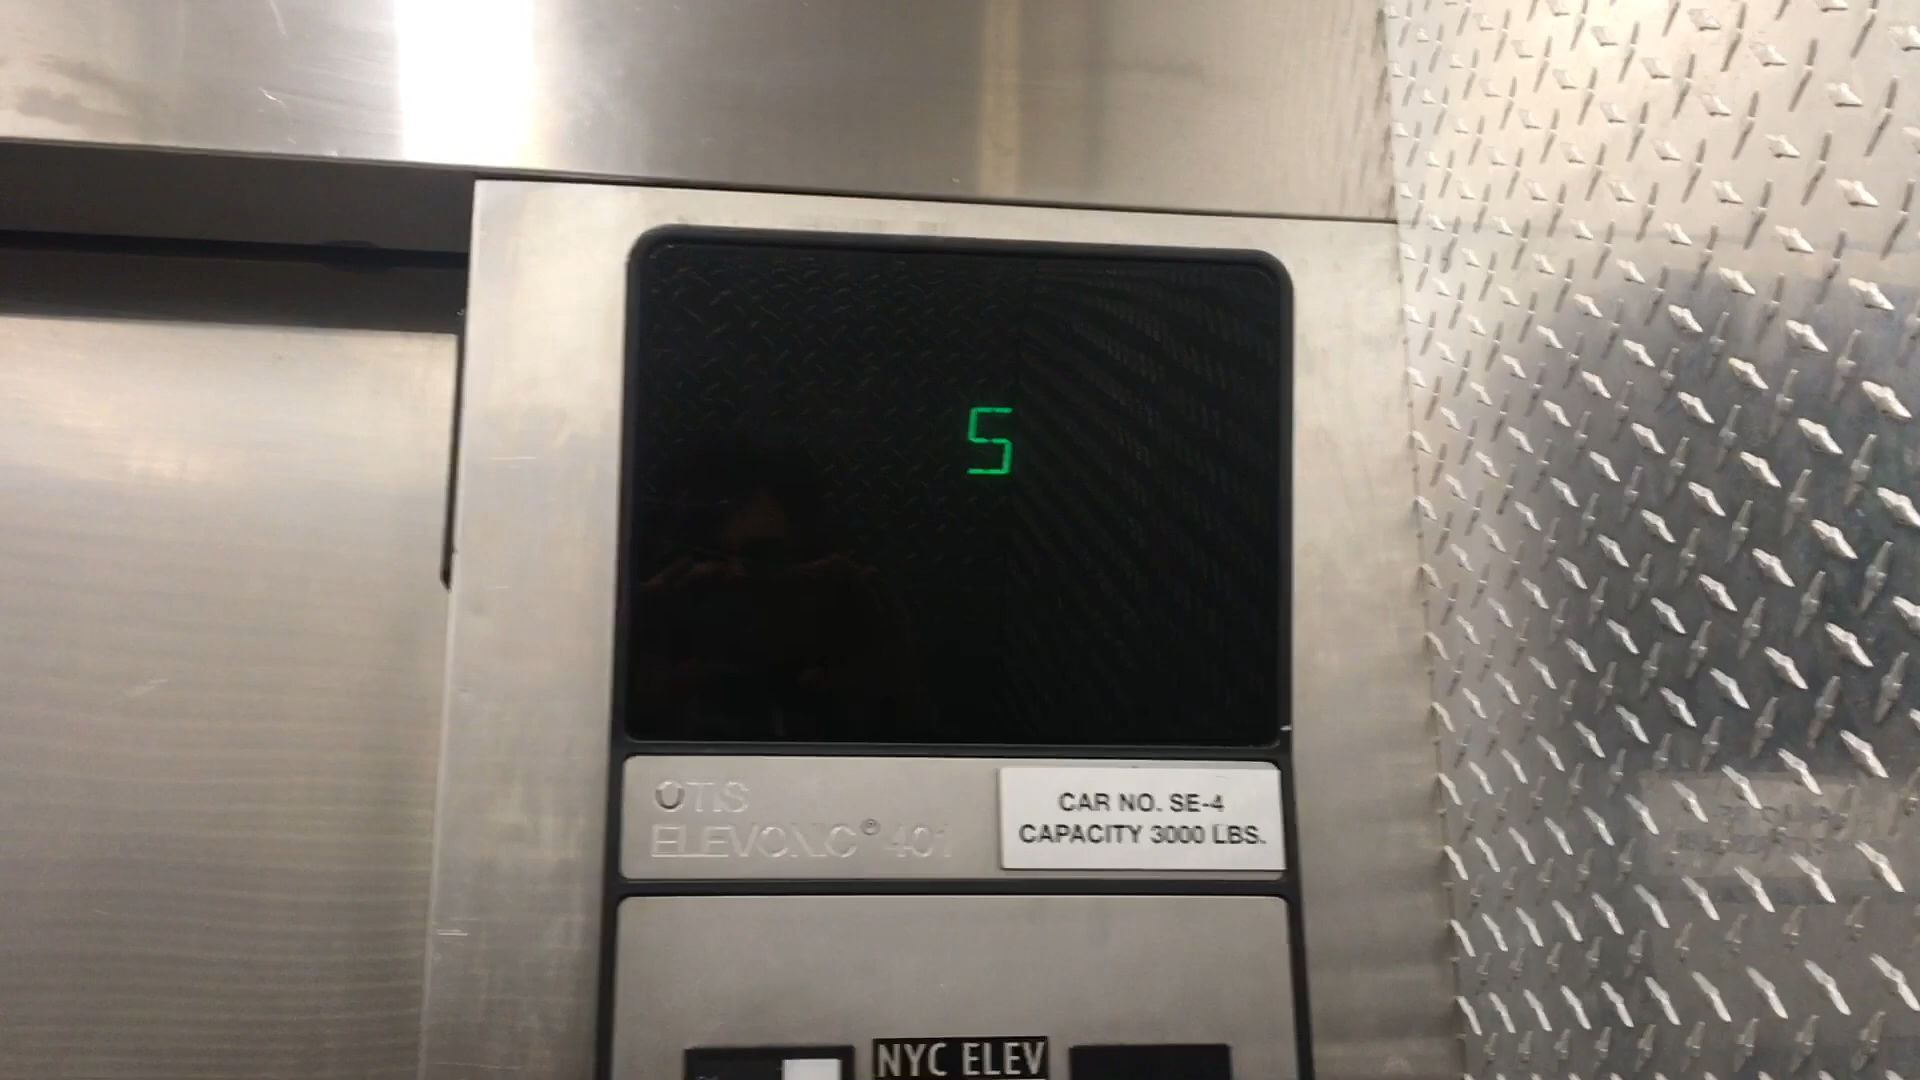 5
OTIS
ELEVONIC® 401
CAR NO. SE-4
CAPACITY 3000 LBS.
NYC ELEV